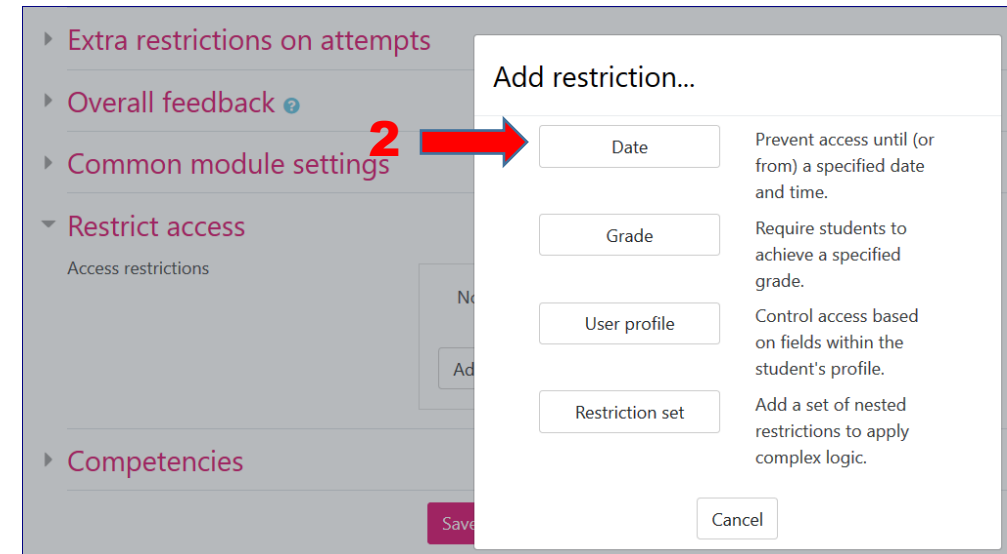 Extra restrictions on attempts
Overall feedback
2
Common module settings
Restrict access
Access restrictions
Add restriction...
Date
Prevent access until (or
from) a specified date
and time.
Grade
Require students to
achieve a specified
grade.
User profile
Control access based
on fields within the
student's profile.
Restriction set
Add a set of nested
restrictions to apply
complex logic.
Cancel
Competencies
Save